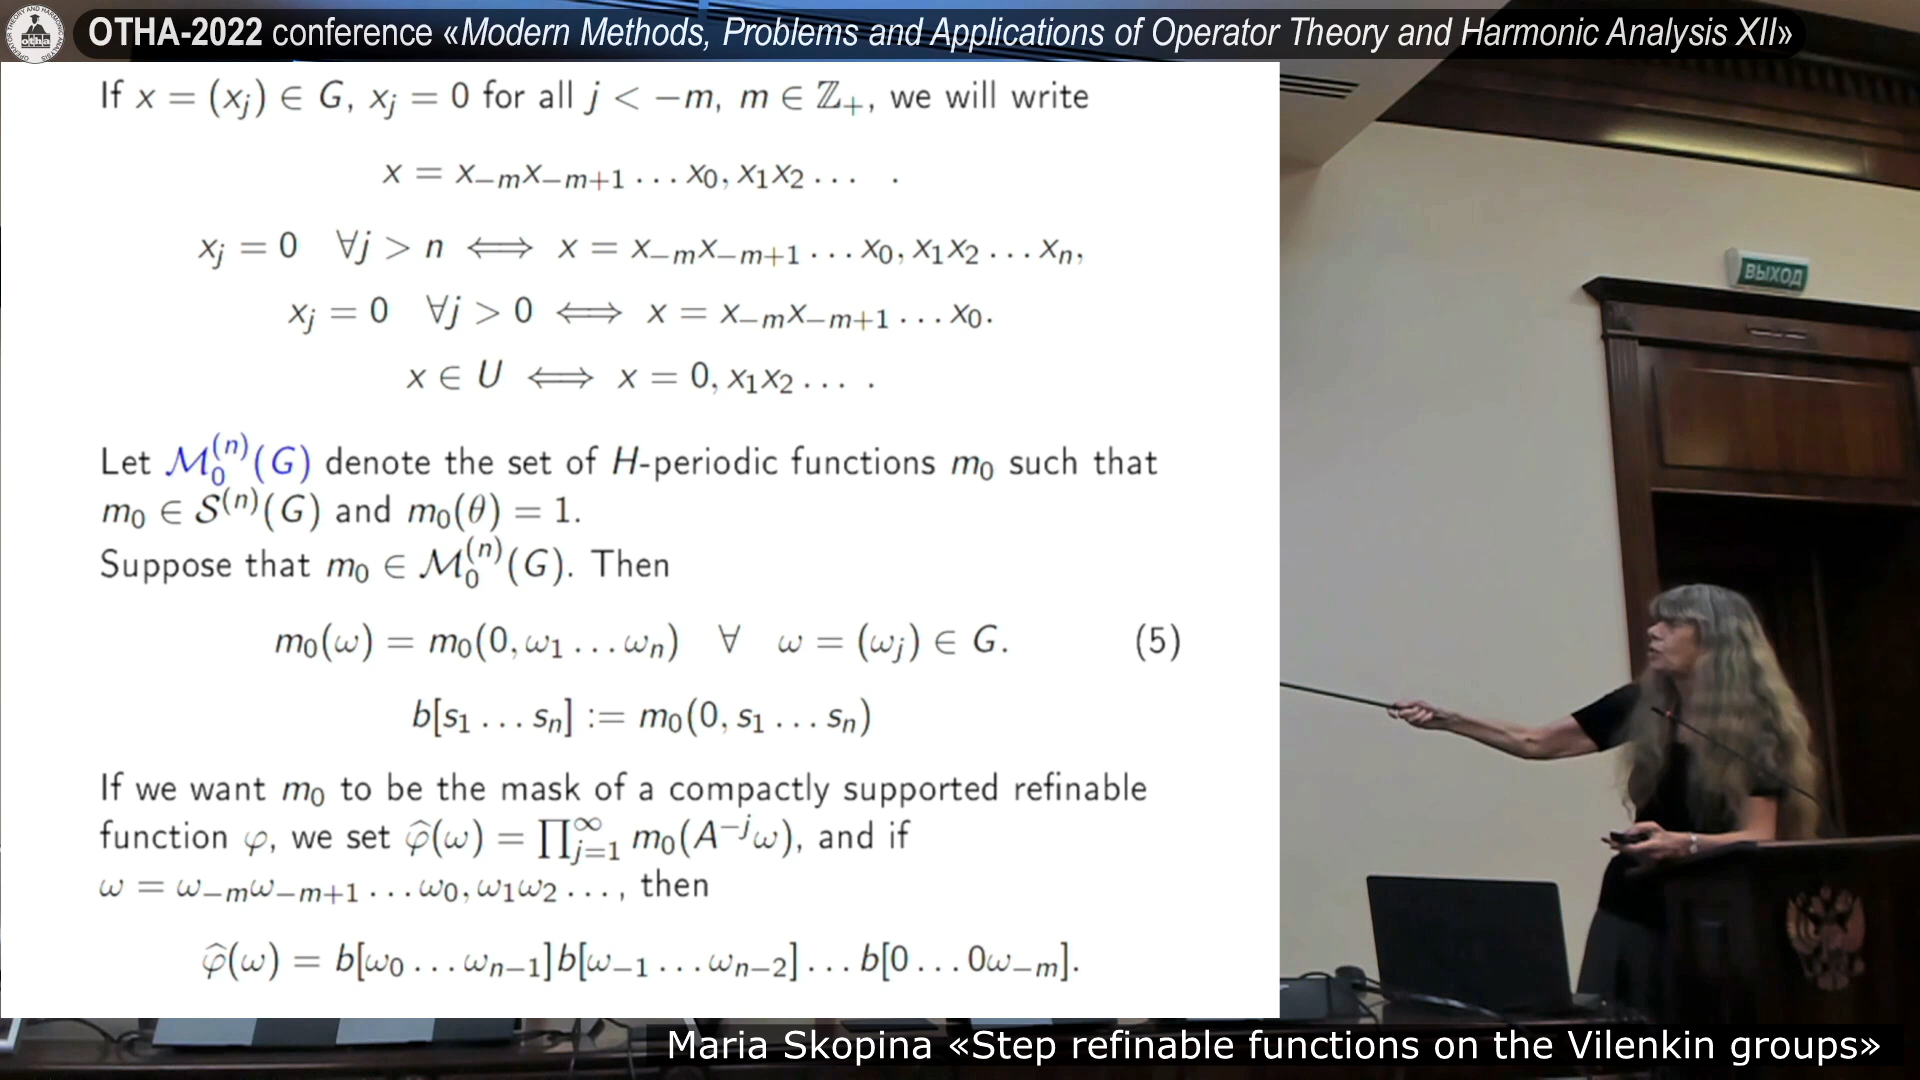 OTHA-2022 conference «Modern Methods, Problems and Applications of Operator Theory and Harmonic Analysis XII»
If x = (x_j) ∈ G, x_j = 0 for all j < −m, m ∈ ℤ_+, we will write
x = x_{−m}x_{−m+1} . . . x_0, x_1x_2 . . . .
x_j = 0 ∀j > n ⟺ x = x_{−m}x_{−m+1} . . . x_0, x_1x_2 . . . x_n,
x_j = 0 ∀j > 0 ⟺ x = x_{−m}x_{−m+1} . . . x_0.
x ∈ U ⟺ x = 0, x_1x_2 . . . .
Let ℳ_0^{(n)}(G) denote the set of H-periodic functions m_0 such that
m_0 ∈ 𝒮^{(n)}(G) and m_0(θ) = 1.
Suppose that m_0 ∈ ℳ_0^{(n)}(G). Then
m_0(ω) = m_0(0, ω_1 . . . ω_n) ∀ ω = (ω_j) ∈ G. (5)
b[s_1 . . . s_n] := m_0(0, s_1 . . . s_n)
If we want m_0 to be the mask of a compactly supported refinable
function φ, we set φ̂(ω) = ∏_{j=1}^∞ m_0(A^{−j}ω), and if
ω = ω_{−m}ω_{−m+1} . . . ω_0, ω_1ω_2 . . . , then
φ̂(ω) = b[ω_0 . . . ω_{n−1}]b[ω_{−1} . . . ω_{n−2}] . . . b[0 . . . 0ω_{−m}].
ВЫХОД
Maria Skopina «Step refinable functions on the Vilenkin groups»